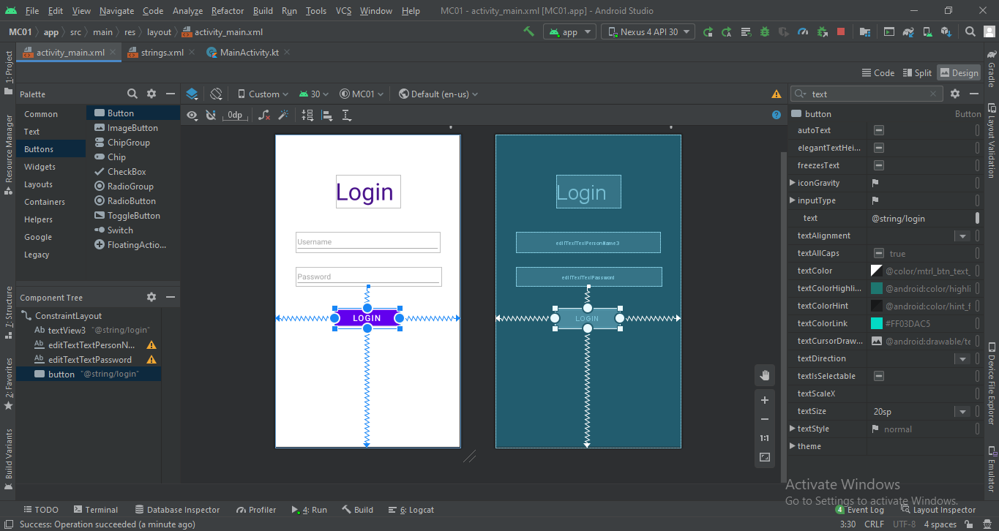 File Edit View Navigate Code Analyze Refactor Build Run Tools VCS Window Help MC01 - activity_main.xml [MC01.app] - Android Studio
MC01 app src main res layout activity_main.xml app Nexus 4 API 30
activity_main.xml strings.xml MainActivity.kt
Code Split Design
1: Project
Resource Manager
7: Structure
2: Favorites
Build Variants
Palette
Common
Text
Buttons
Widgets
Layouts
Containers
Helpers
Google
Legacy
Button
ImageButton
ChipGroup
Chip
CheckBox
RadioGroup
RadioButton
ToggleButton
Switch
FloatingActio...
Component Tree
ConstraintLayout
Ab textView3 "@string/login"
Ab editTextTextPersonN...
Ab editTextTextPassword
button "@string/login"
Custom 30 MC01 Default (en-us)
0dp
Login
Username
Password
LOGIN
Login
editTextTextPersonName3
editTextTextPassword
LOGIN
1:1
text
button Button
autoText
elegantTextHei...
freezesText
iconGravity
inputType
text @string/login
textAlignment
textAllCaps true
textColor @color/mtrl_btn_text_
textColorHighli... @android:color/highli
textColorHint @android:color/hint_f
textColorLink #FF03DAC5
textCursorDraw... @android:drawable/te
textDirection
textIsSelectable
textScaleX
textSize 20sp
textStyle normal
theme
Gradle
Layout Validation
Device File Explorer
Emulator
Activate Windows
Go to Settings to activate Windows.
TODO Terminal Database Inspector Profiler 4: Run Build 6: Logcat 4 Event Log Layout Inspector
Success: Operation succeeded (a minute ago) 3:30 CRLF UTF-8 4 spaces